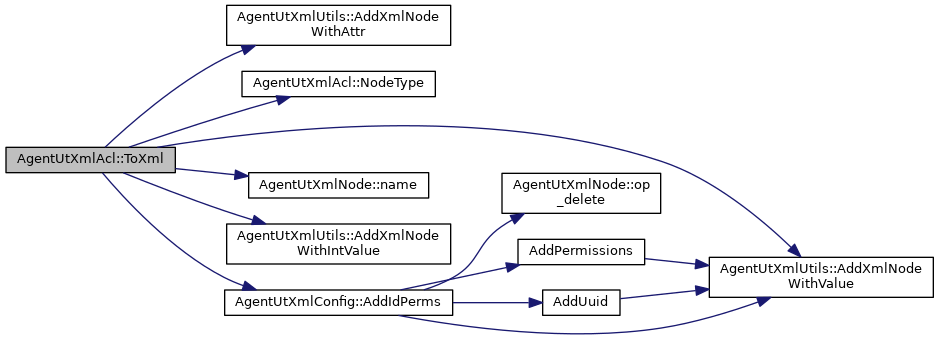 AgentUtXmlUtils::AddXmlNode
WithAttr
AgentUtXmlAcl::NodeType
AgentUtXmlAcl::ToXml
AgentUtXmlNode::name
AgentUtXmlNode::op
_delete
AgentUtXmlUtils::AddXmlNode
WithIntValue
AddPermissions
AgentUtXmlUtils::AddXmlNode
WithValue
AgentUtXmlConfig::AddIdPerms
AddUuid